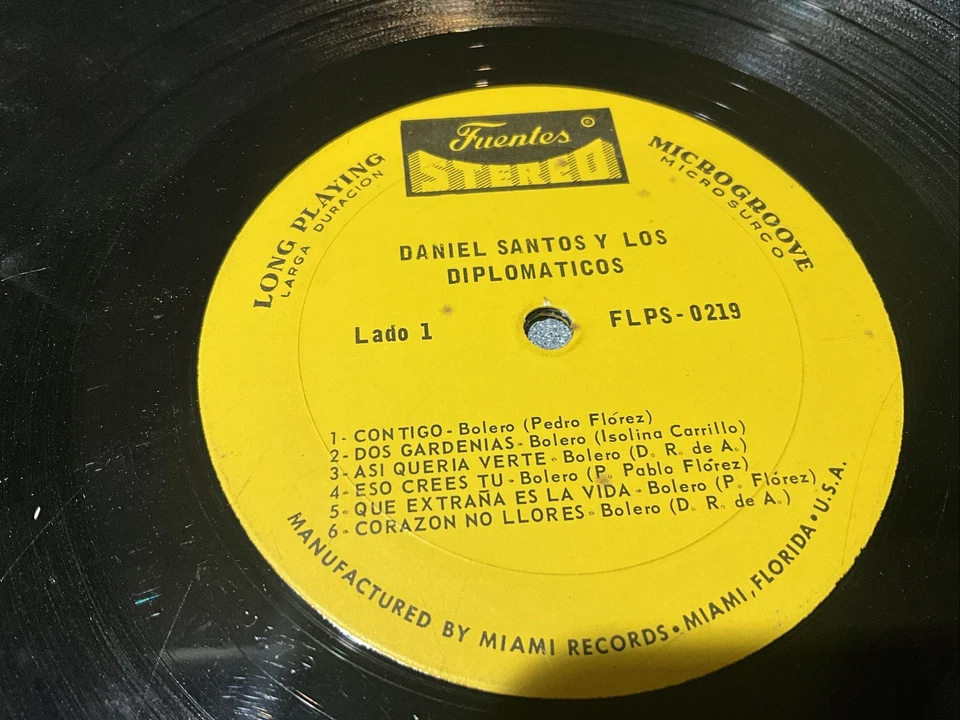 Fuentes
STEREO
LONG PLAYING
LARGA DURACION
MICROGROOVE
MICROSURCO
DANIEL SANTOS Y LOS
DIPLOMATICOS
Lado 1
FLPS-0219
1- CONTIGO - Bolero (Pedro Flórez)
2- DOS GARDENIAS - Bolero (Isolina Carrillo)
3- ASI QUERIA VERTE - Bolero (D. R. de A.)
4- ESO CREES TU - Bolero (P. Pablo Flórez)
5- QUE EXTRAÑA ES LA VIDA - Bolero (P. Flórez)
6- CORAZON NO LLORES - Bolero (D. R. de A.)
MANUFACTURED BY MIAMI RECORDS • MIAMI, FLORIDA • U.S.A.